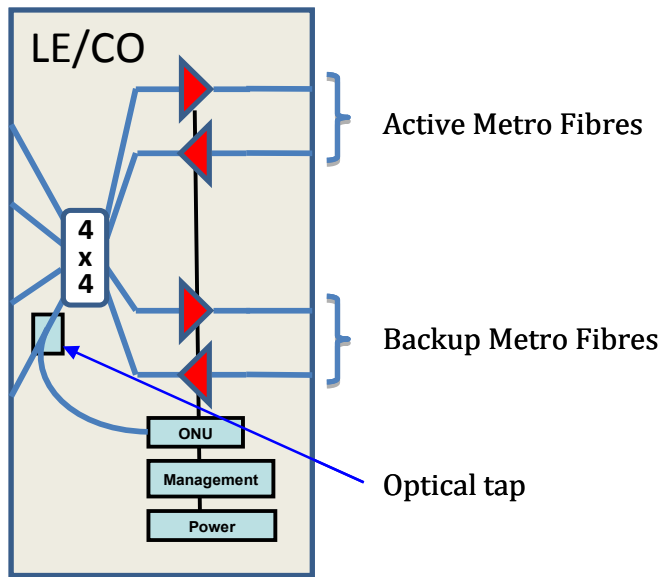 LE/CO
Active Metro Fibres
4
x
4
Backup Metro Fibres
ONU
Management
Optical tap
Power